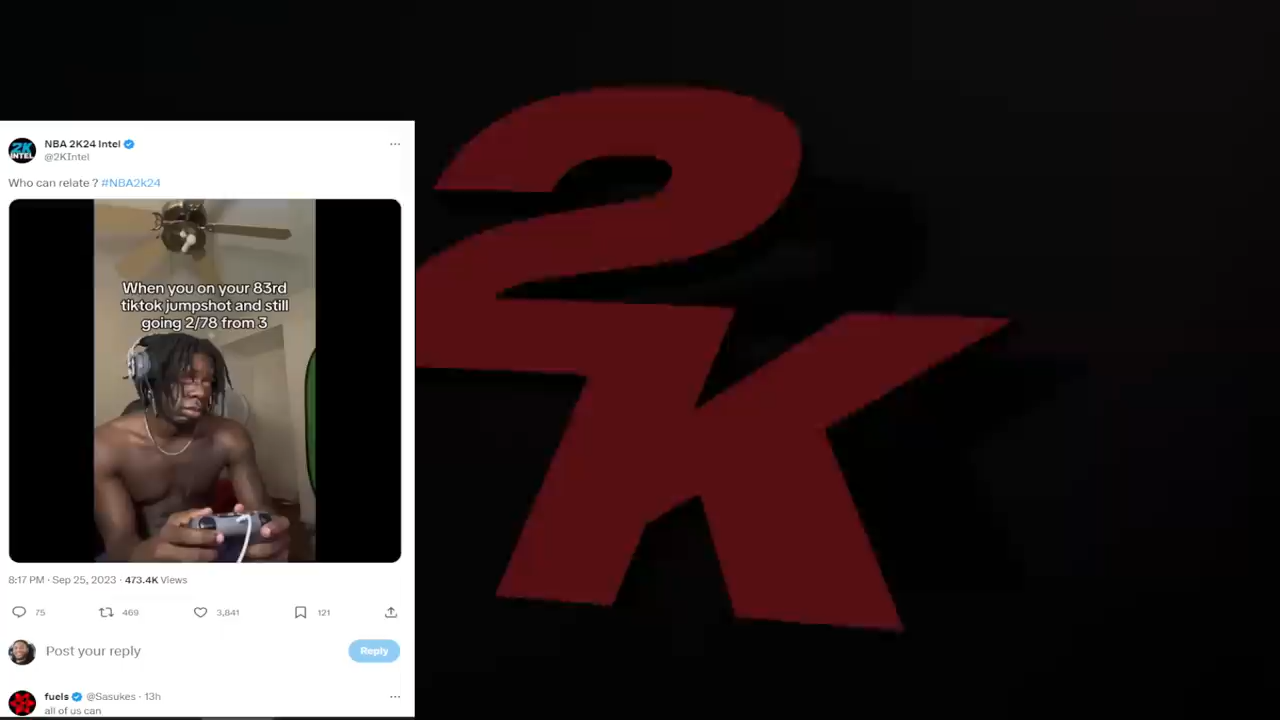 2K
2K
INTEL
NBA 2K24 Intel
@2KIntel
Who can relate ? #NBA2k24
When you on your 83rd
tiktok jumpshot and still
going 2/78 from 3
8:17 PM · Sep 25, 2023 · 473.4K Views
75 469 3,841 121
Post your reply
Reply
fuels @Sasukes · 13h
all of us can